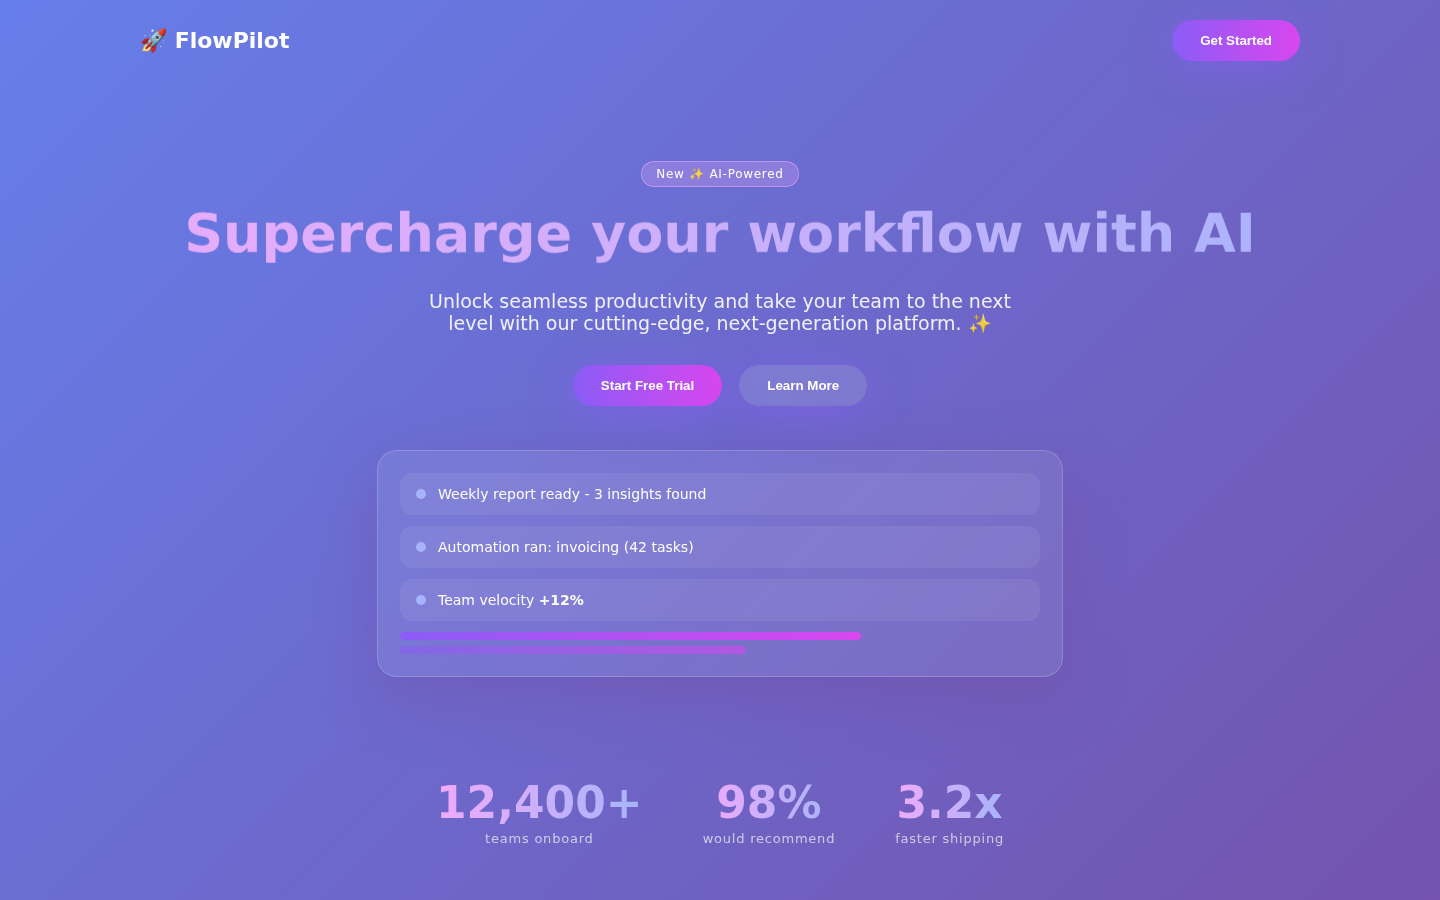 🚀 FlowPilot
Get Started
New ✨ AI-Powered
Supercharge your workflow with AI
Unlock seamless productivity and take your team to the next
level with our cutting-edge, next-generation platform. ✨
Start Free Trial
Learn More
Weekly report ready - 3 insights found
Automation ran: invoicing (42 tasks)
Team velocity +12%
12,400+
teams onboard
98%
would recommend
3.2x
faster shipping